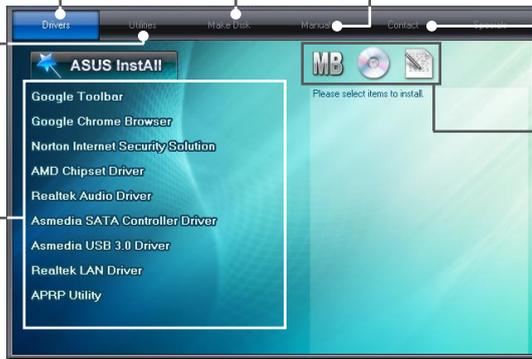 Drivers
Utilities
Make Disk
Manual
Contact
Specials
ASUS InstAll
MB
Please select items to install.
Google Toolbar
Google Chrome Browser
Norton Internet Security Solution
AMD Chipset Driver
Realtek Audio Driver
Asmedia SATA Controller Driver
Asmedia USB 3.0 Driver
Realtek LAN Driver
APRP Utility